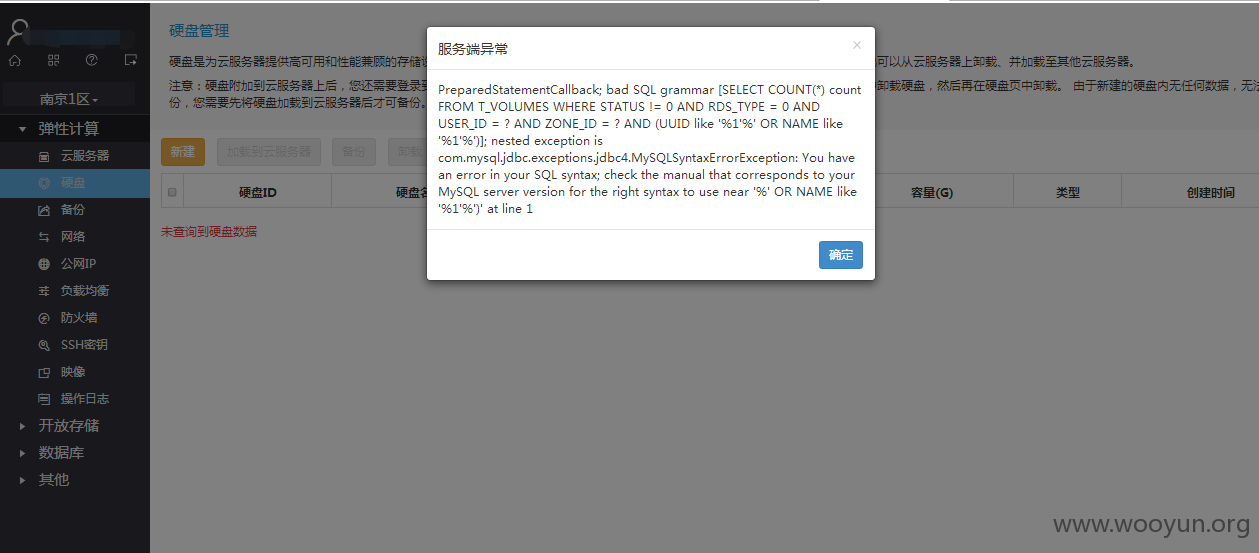 硬盘管理
服务端异常
×
硬盘是为云服务器提供高可用和性能兼顾的存储
可以从云服务器上卸载、并加载至其他云服务器。
注意：硬盘附加到云服务器上后，您还需要登录到
卸载硬盘，然后再在硬盘页中卸载。 由于新建的硬盘内无任何数据，无
份，您需要先将硬盘加载到云服务器后才可备份。
PreparedStatementCallback; bad SQL grammar [SELECT COUNT(*) count
FROM T_VOLUMES WHERE STATUS != 0 AND RDS_TYPE = 0 AND
USER_ID = ? AND ZONE_ID = ? AND (UUID like '%1'%' OR NAME like
'%1'%')]; nested exception is
com.mysql.jdbc.exceptions.jdbc4.MySQLSyntaxErrorException: You have
an error in your SQL syntax; check the manual that corresponds to your
MySQL server version for the right syntax to use near '%' OR NAME like
'%1'%')' at line 1
确定
南京1区
弹性计算
云服务器
硬盘
备份
网络
公网IP
负载均衡
防火墙
SSH密钥
映像
操作日志
开放存储
数据库
其他
新建
加载到云服务器
备份
卸载
硬盘ID
硬盘名
容量(G)
类型
创建时间
未查询到硬盘数据
www.wooyun.org